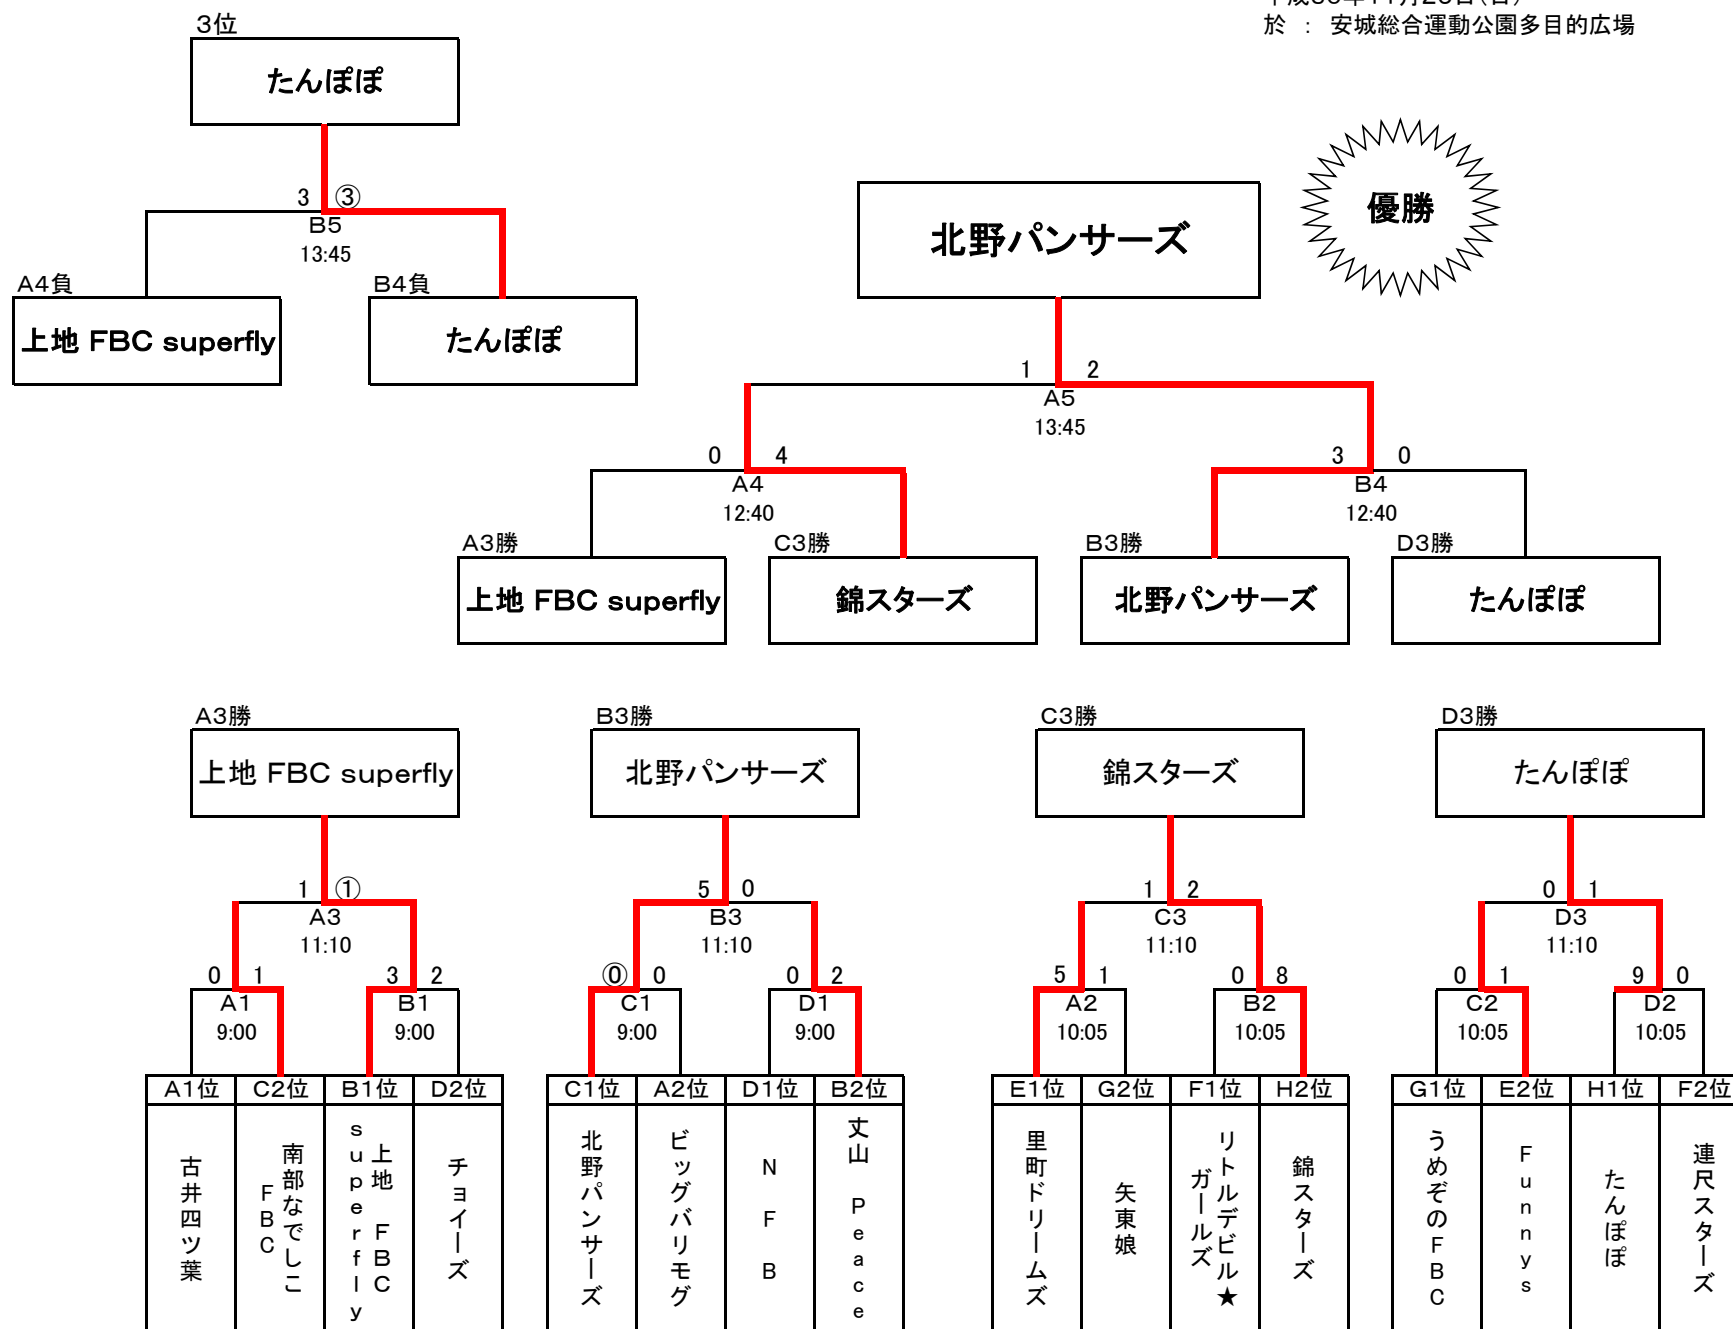 於 : 安城総合運動公園多目的広場
3位
たんぽぽ
優勝
北野パンサーズ
3 ③
B5
13:45
A4負 B4負
上地 FBC superfly たんぽぽ
1 2
A5
13:45
0 4 3 0
A4 B4
12:40 12:40
A3勝 C3勝 B3勝 D3勝
上地 FBC superfly 錦スターズ 北野パンサーズ たんぽぽ
A3勝 B3勝 C3勝 D3勝
上地 FBC superfly 北野パンサーズ 錦スターズ たんぽぽ
1 ① 5 0 1 2 0 1
A3 B3 C3 D3
11:10 11:10 11:10 11:10
0 1 3 2 ⓪ 0 0 2 5 1 0 8 0 1 9 0
A1 B1 C1 D1 A2 B2 C2 D2
9:00 9:00 9:00 9:00 10:05 10:05 10:05 10:05
A1位 C2位 B1位 D2位 C1位 A2位 D1位 B2位 E1位 G2位 F1位 H2位 G1位 E2位 H1位 F2位
古井四ツ葉
南部なでしこ
FBC
上地 FBC
superfly
チョイーズ
北野パンサーズ
ビッグバリモグ
NFB
丈山 Peace
里町ドリームズ
矢東娘
リトルデビル★
ガールズ
錦スターズ
うめぞのFBC
Funnys
たんぽぽ
連尺スターズ